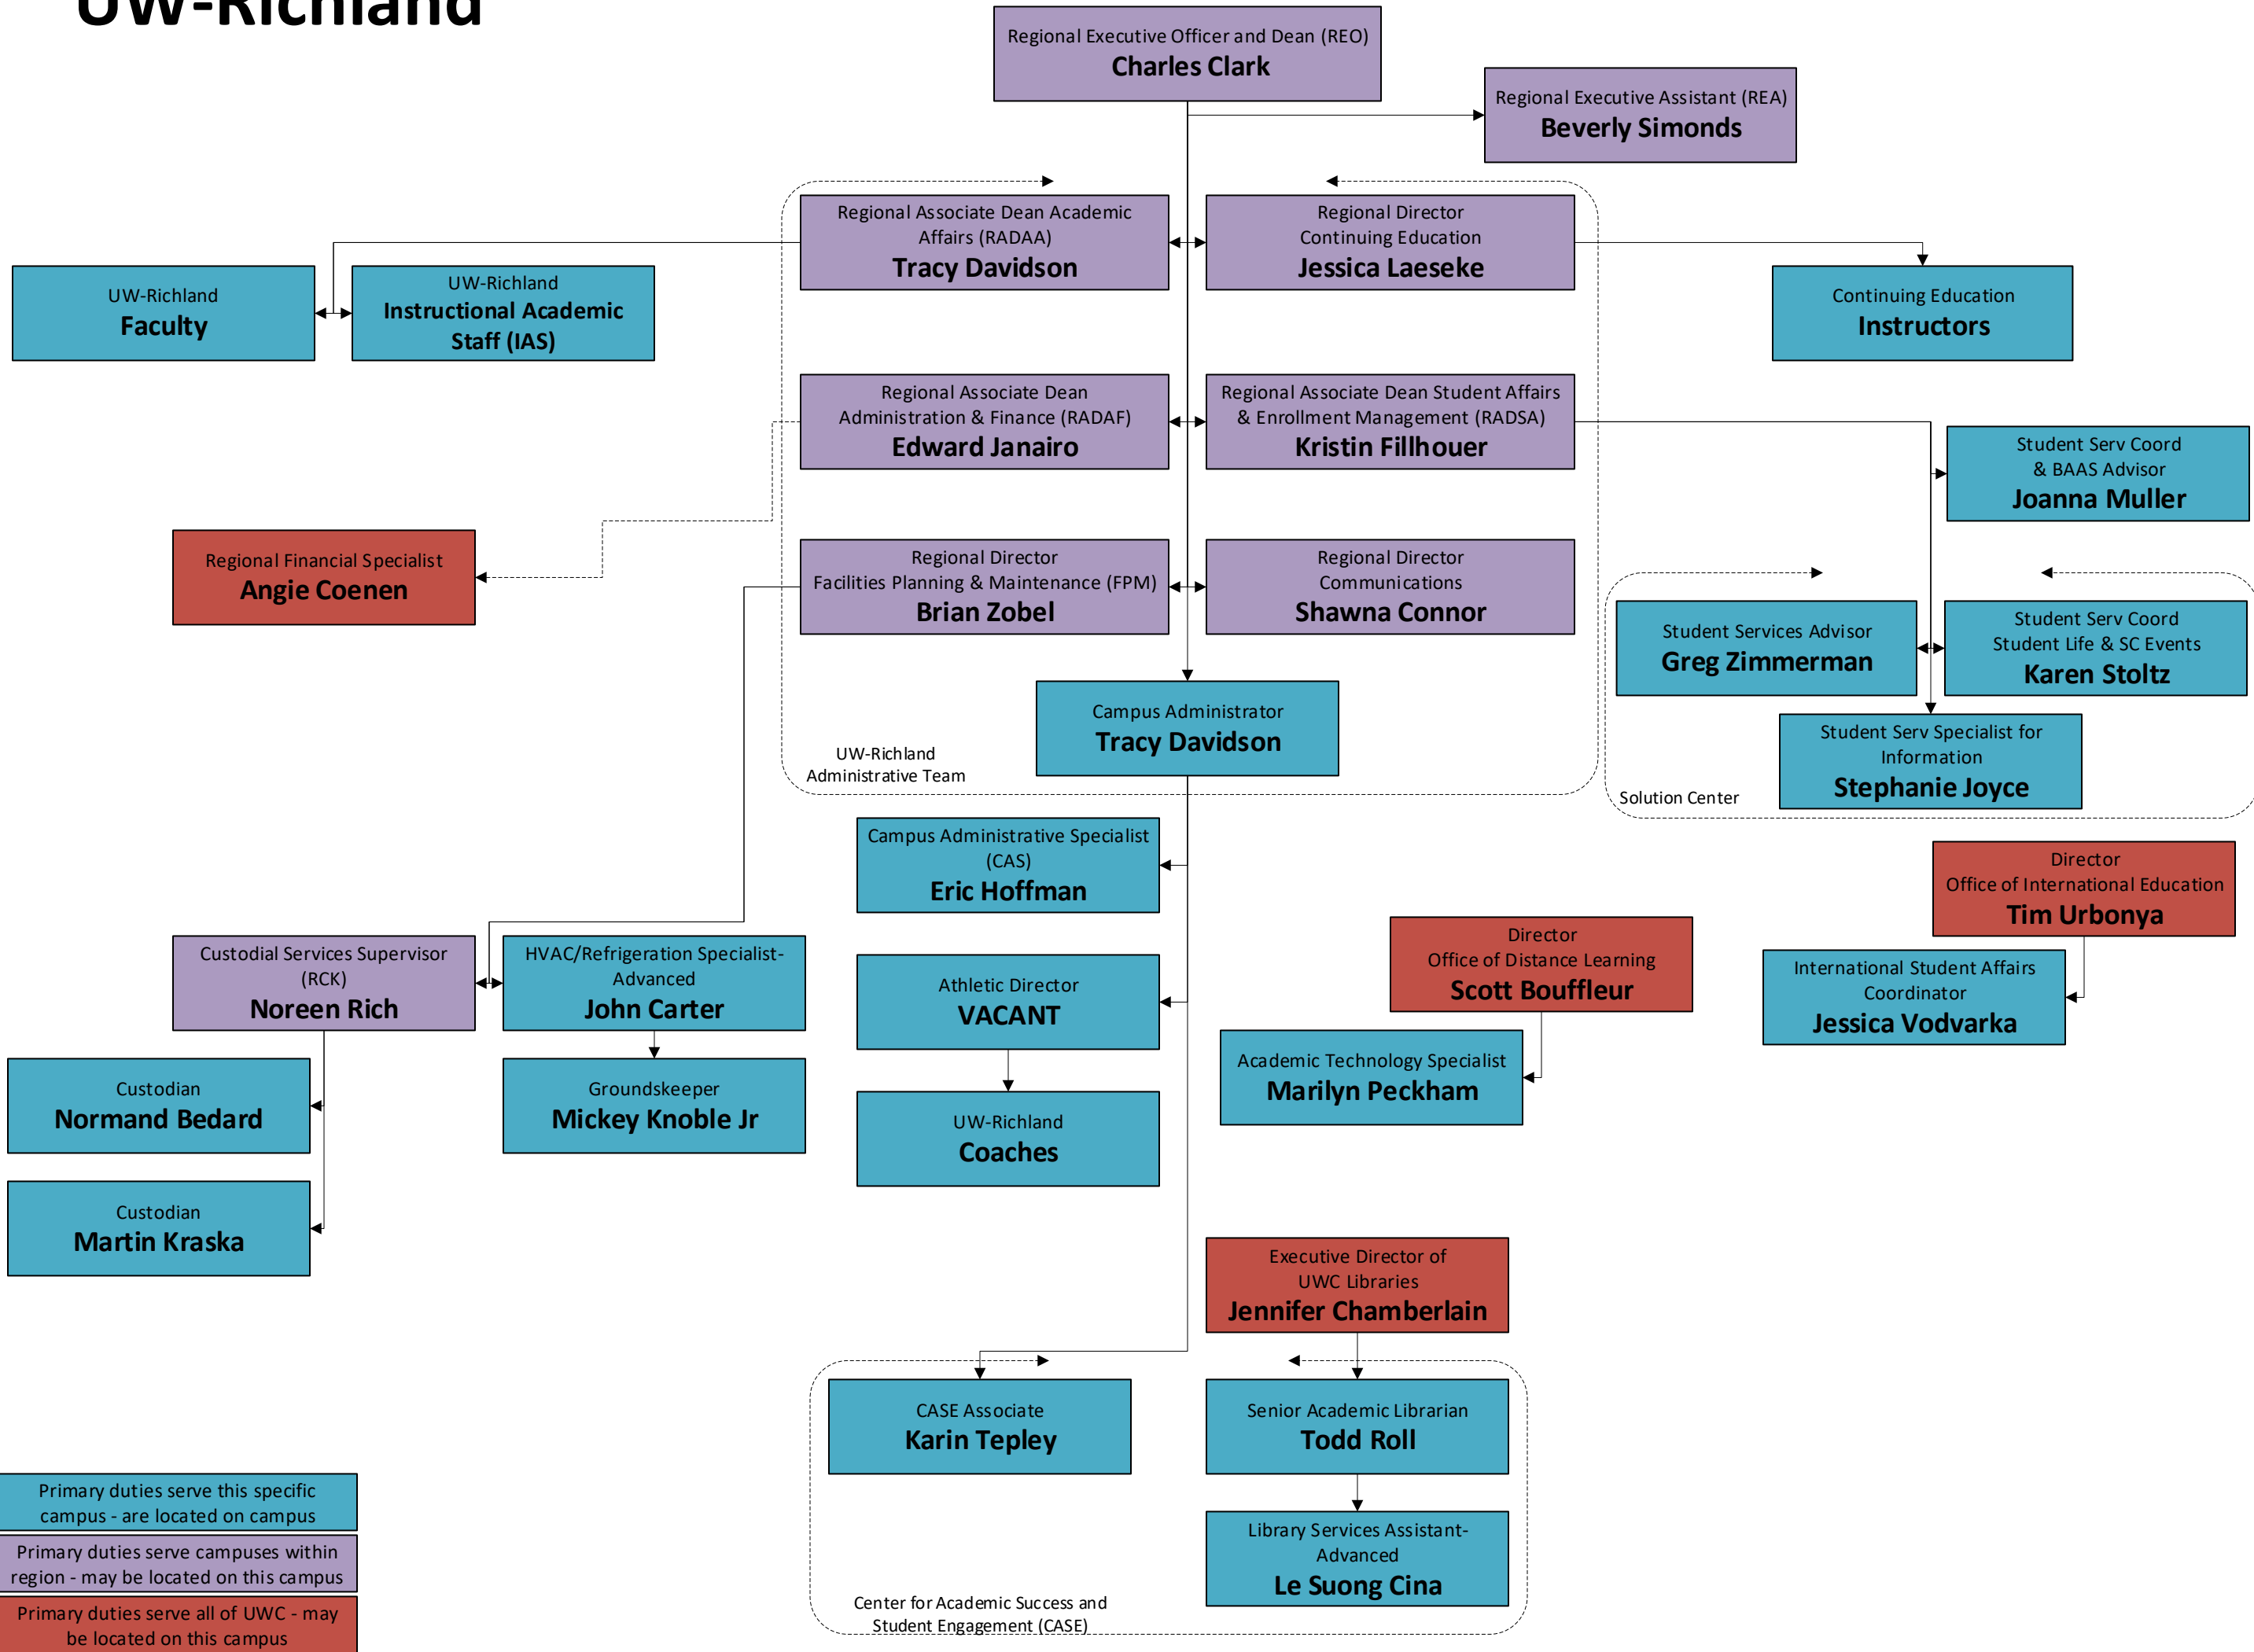 UW-Richland
Regional Executive Officer and Dean (REO)
Charles Clark
Regional Executive Assistant (REA)
Beverly Simonds
Regional Associate Dean Academic
Affairs (RADAA)
Tracy Davidson
Regional Director
Continuing Education
Jessica Laeseke
UW-Richland
Faculty
UW-Richland
Instructional Academic
Staff (IAS)
Continuing Education
Instructors
Regional Associate Dean
Administration & Finance (RADAF)
Edward Janairo
Regional Associate Dean Student Affairs
& Enrollment Management (RADSA)
Kristin Fillhouer
Student Serv Coord
& BAAS Advisor
Joanna Muller
Regional Financial Specialist
Angie Coenen
Regional Director
Facilities Planning & Maintenance (FPM)
Brian Zobel
Regional Director
Communications
Shawna Connor
Student Services Advisor
Greg Zimmerman
Student Serv Coord
Student Life & SC Events
Karen Stoltz
Campus Administrator
Tracy Davidson
UW-Richland
Administrative Team
Student Serv Specialist for
Information
Stephanie Joyce
Solution Center
Campus Administrative Specialist
(CAS)
Eric Hoffman
Director
Office of International Education
Tim Urbonya
Custodial Services Supervisor
(RCK)
Noreen Rich
HVAC/Refrigeration Specialist-
Advanced
John Carter
Athletic Director
VACANT
Director
Office of Distance Learning
Scott Bouffleur
International Student Affairs
Coordinator
Jessica Vodvarka
Custodian
Normand Bedard
Groundskeeper
Mickey Knoble Jr
UW-Richland
Coaches
Academic Technology Specialist
Marilyn Peckham
Custodian
Martin Kraska
Executive Director of
UWC Libraries
Jennifer Chamberlain
CASE Associate
Karin Tepley
Senior Academic Librarian
Todd Roll
Library Services Assistant-
Advanced
Le Suong Cina
Center for Academic Success and
Student Engagement (CASE)
Primary duties serve this specific
campus - are located on campus
Primary duties serve campuses within
region - may be located on this campus
Primary duties serve all of UWC - may
be located on this campus